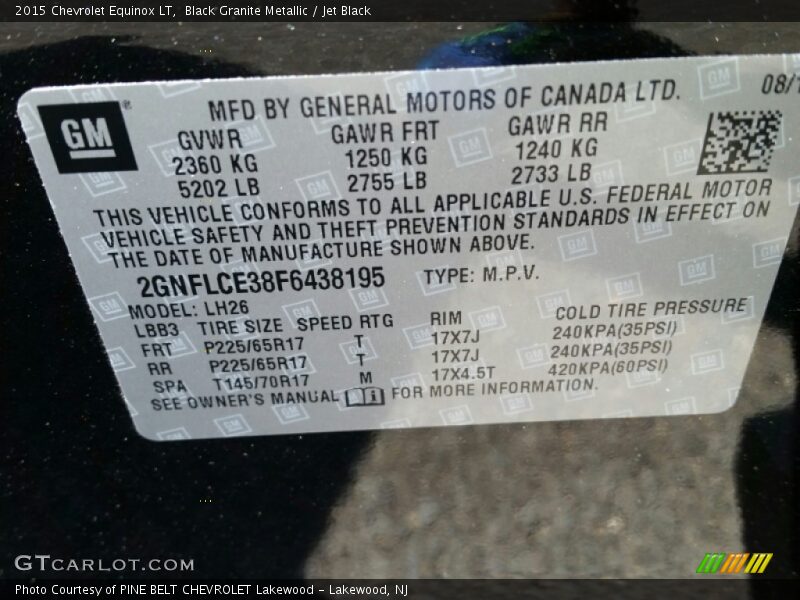 2015 Chevrolet Equinox LT, Black Granite Metallic / Jet Black
GM®
MFD BY GENERAL MOTORS OF CANADA LTD. 08/1
GVWR GAWR FRT GAWR RR
2360 KG 1250 KG 1240 KG
5202 LB 2755 LB 2733 LB
THIS VEHICLE CONFORMS TO ALL APPLICABLE U.S. FEDERAL MOTOR
VEHICLE SAFETY AND THEFT PREVENTION STANDARDS IN EFFECT ON
THE DATE OF MANUFACTURE SHOWN ABOVE.
2GNFLCE38F6438195 TYPE: M.P.V.
MODEL: LH26
LBB3 TIRE SIZE SPEED RTG RIM COLD TIRE PRESSURE
FRT P225/65R17 T 17X7J 240KPA(35PSI)
RR P225/65R17 T 17X7J 240KPA(35PSI)
SPA T145/70R17 M 17X4.5T 420KPA(60PSI)
SEE OWNER'S MANUAL FOR MORE INFORMATION.
GTCARLOT.COM
Photo Courtesy of PINE BELT CHEVROLET Lakewood – Lakewood, NJ